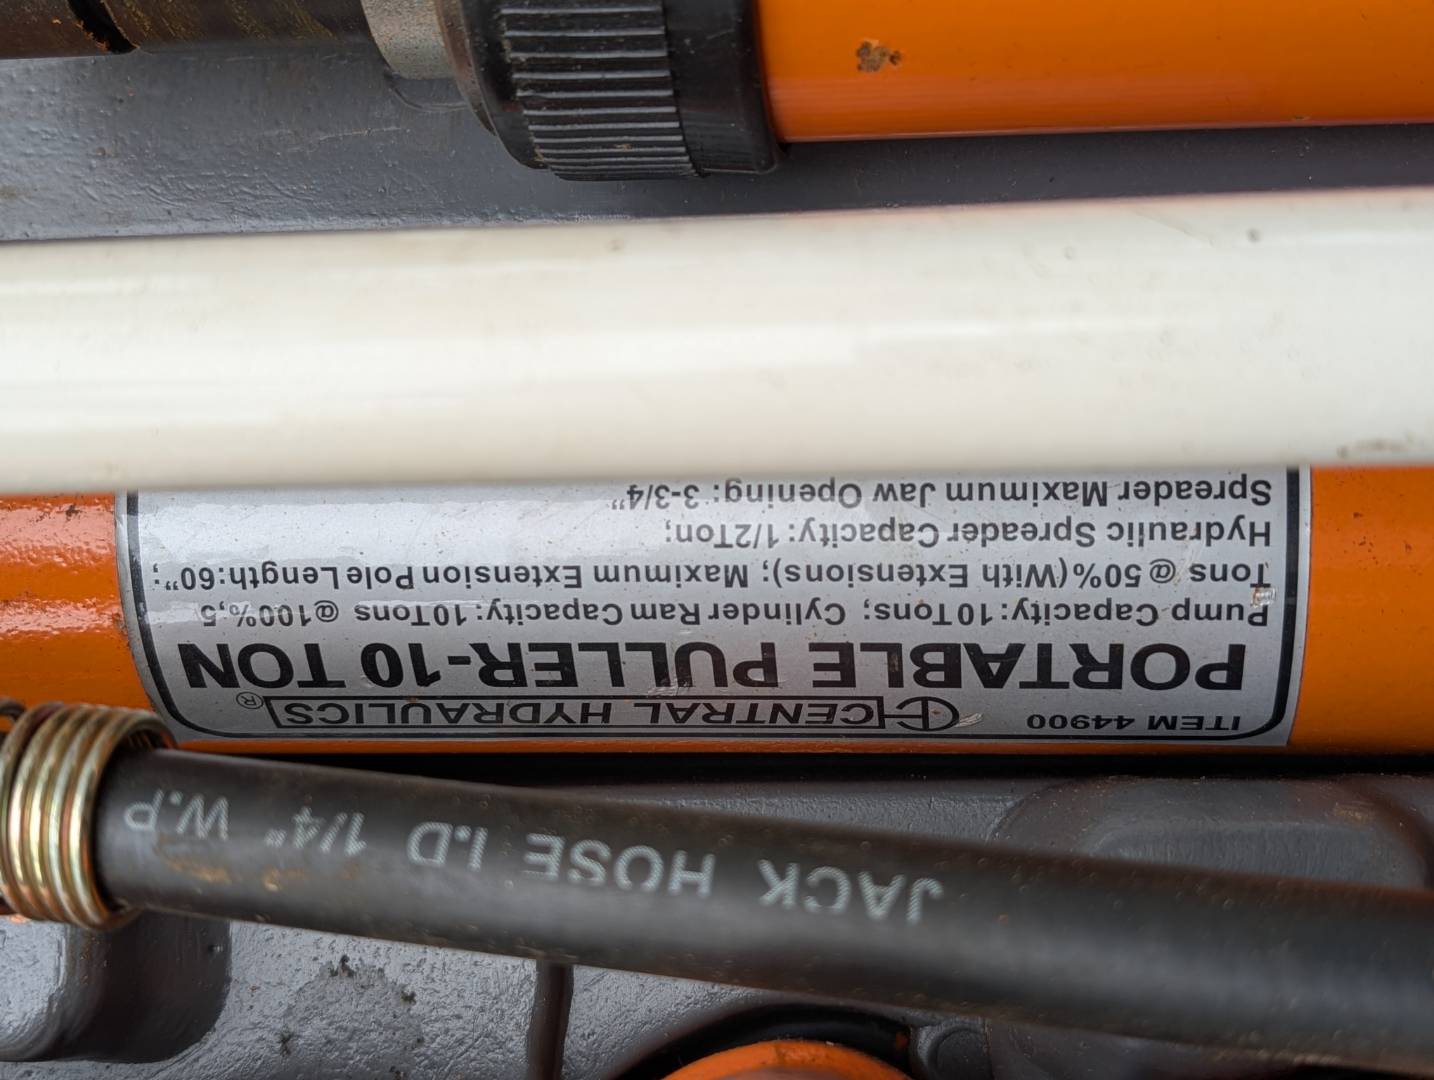 ITEM 44900 CENTRAL HYDRAULICS®
PORTABLE PULLER-10 TON
Pump Capacity: 10Tons; Cylinder Ram Capacity: 10Tons @100%,5
Tons @50%(With Extensions); Maximum Extension Pole Length:60”;
Hydraulic Spreader Capacity: 1/2Ton;
Spreader Maximum Jaw Opening: 3-3/4”
JACK HOSE I.D 1/4" W.P